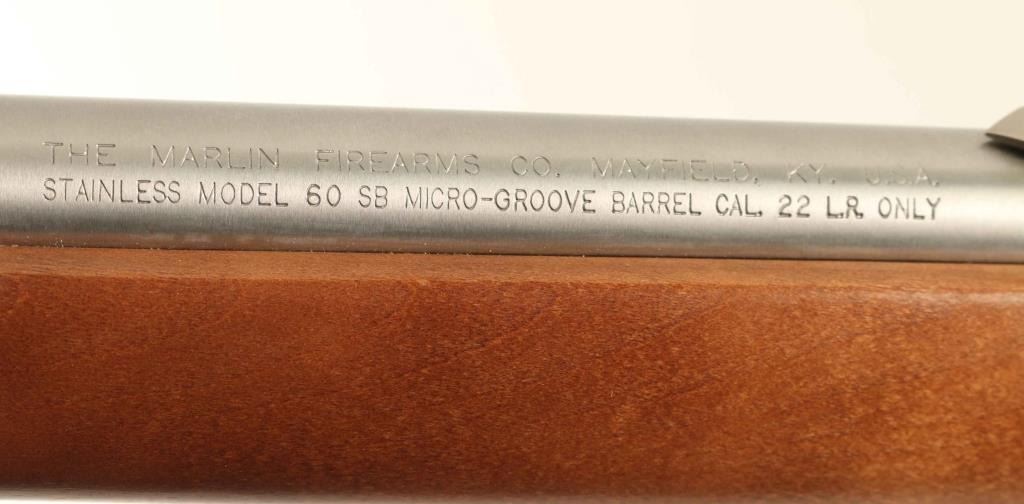 THE MARLIN FIREARMS CO. MAYFIELD, KY. U.S.A.
STAINLESS MODEL 60 SB MICRO-GROOVE BARREL CAL. 22 L.R. ONLY